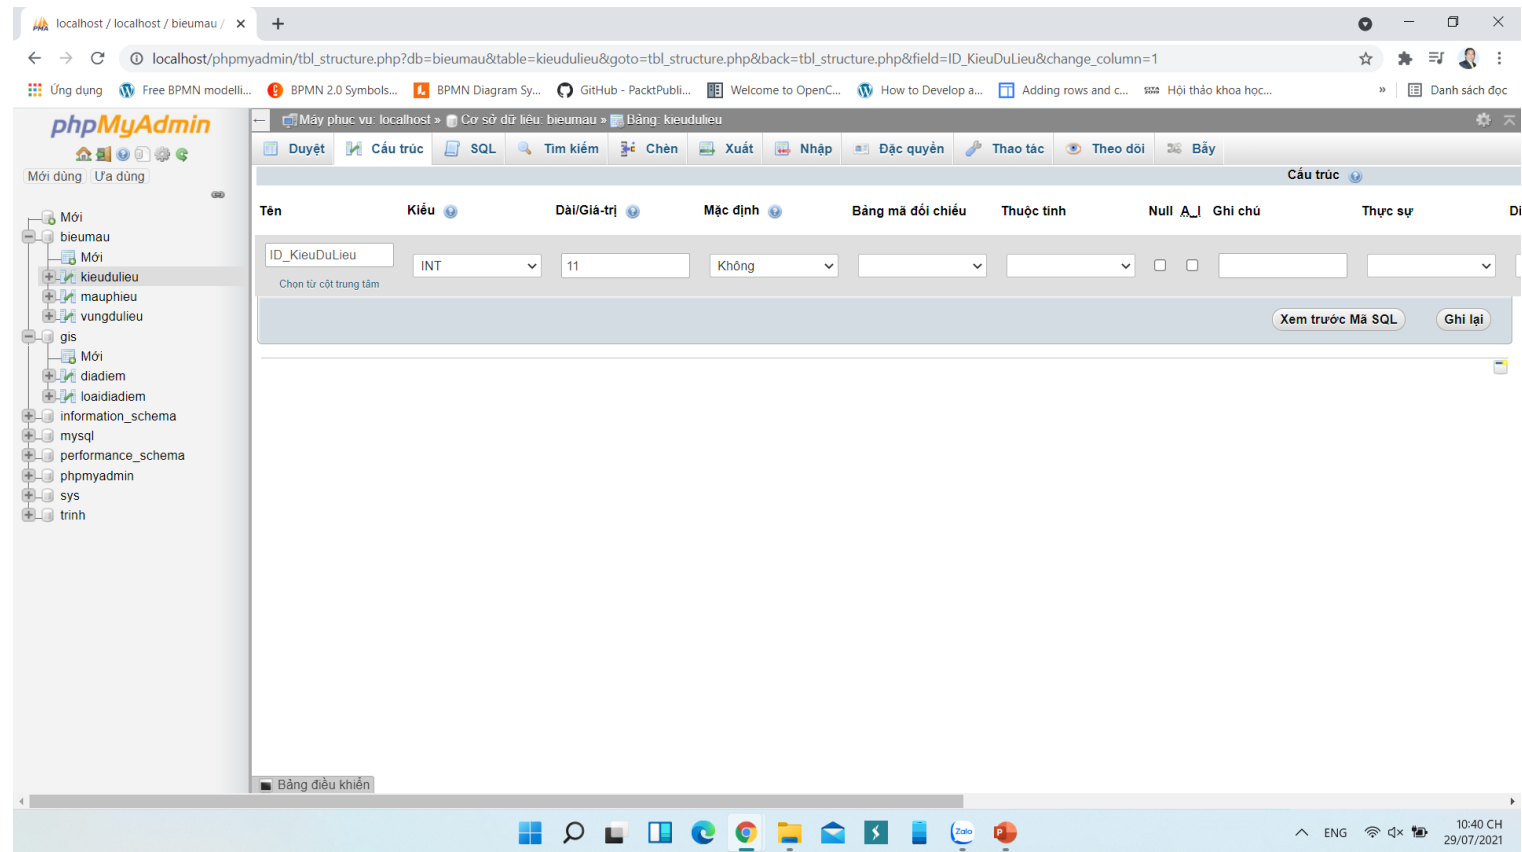 localhost / localhost / bieumau /
localhost/phpmyadmin/tbl_structure.php?db=bieumau&table=kieudulieu&goto=tbl_structure.php&back=tbl_structure.php&field=ID_KieuDuLieu&change_column=1
Ứng dụng Free BPMN modelli... BPMN 2.0 Symbols... BPMN Diagram Sy... GitHub - PacktPubli... Welcome to OpenC... How to Develop a... Adding rows and c... Hội thảo khoa học... » Danh sách đọc
phpMyAdmin
Mới dùng Ưa dùng
Mới
bieumau
Mới
kieudulieu
mauphieu
vungdulieu
gis
Mới
diadiem
loaidiadiem
information_schema
mysql
performance_schema
phpmyadmin
sys
trinh
Máy phục vụ: localhost » Cơ sở dữ liệu: bieumau » Bảng: kieudulieu
Duyệt Cấu trúc SQL Tìm kiếm Chèn Xuất Nhập Đặc quyền Thao tác Theo dõi Bẫy
Cấu trúc
Tên Kiểu Dài/Giá-trị Mặc định Bảng mã đối chiếu Thuộc tính Null A_I Ghi chú Thực sự Di
ID_KieuDuLieu INT 11 Không
Chọn từ cột trung tâm
Xem trước Mã SQL Ghi lại
Bảng điều khiển
Zalo
ENG
10:40 CH
29/07/2021